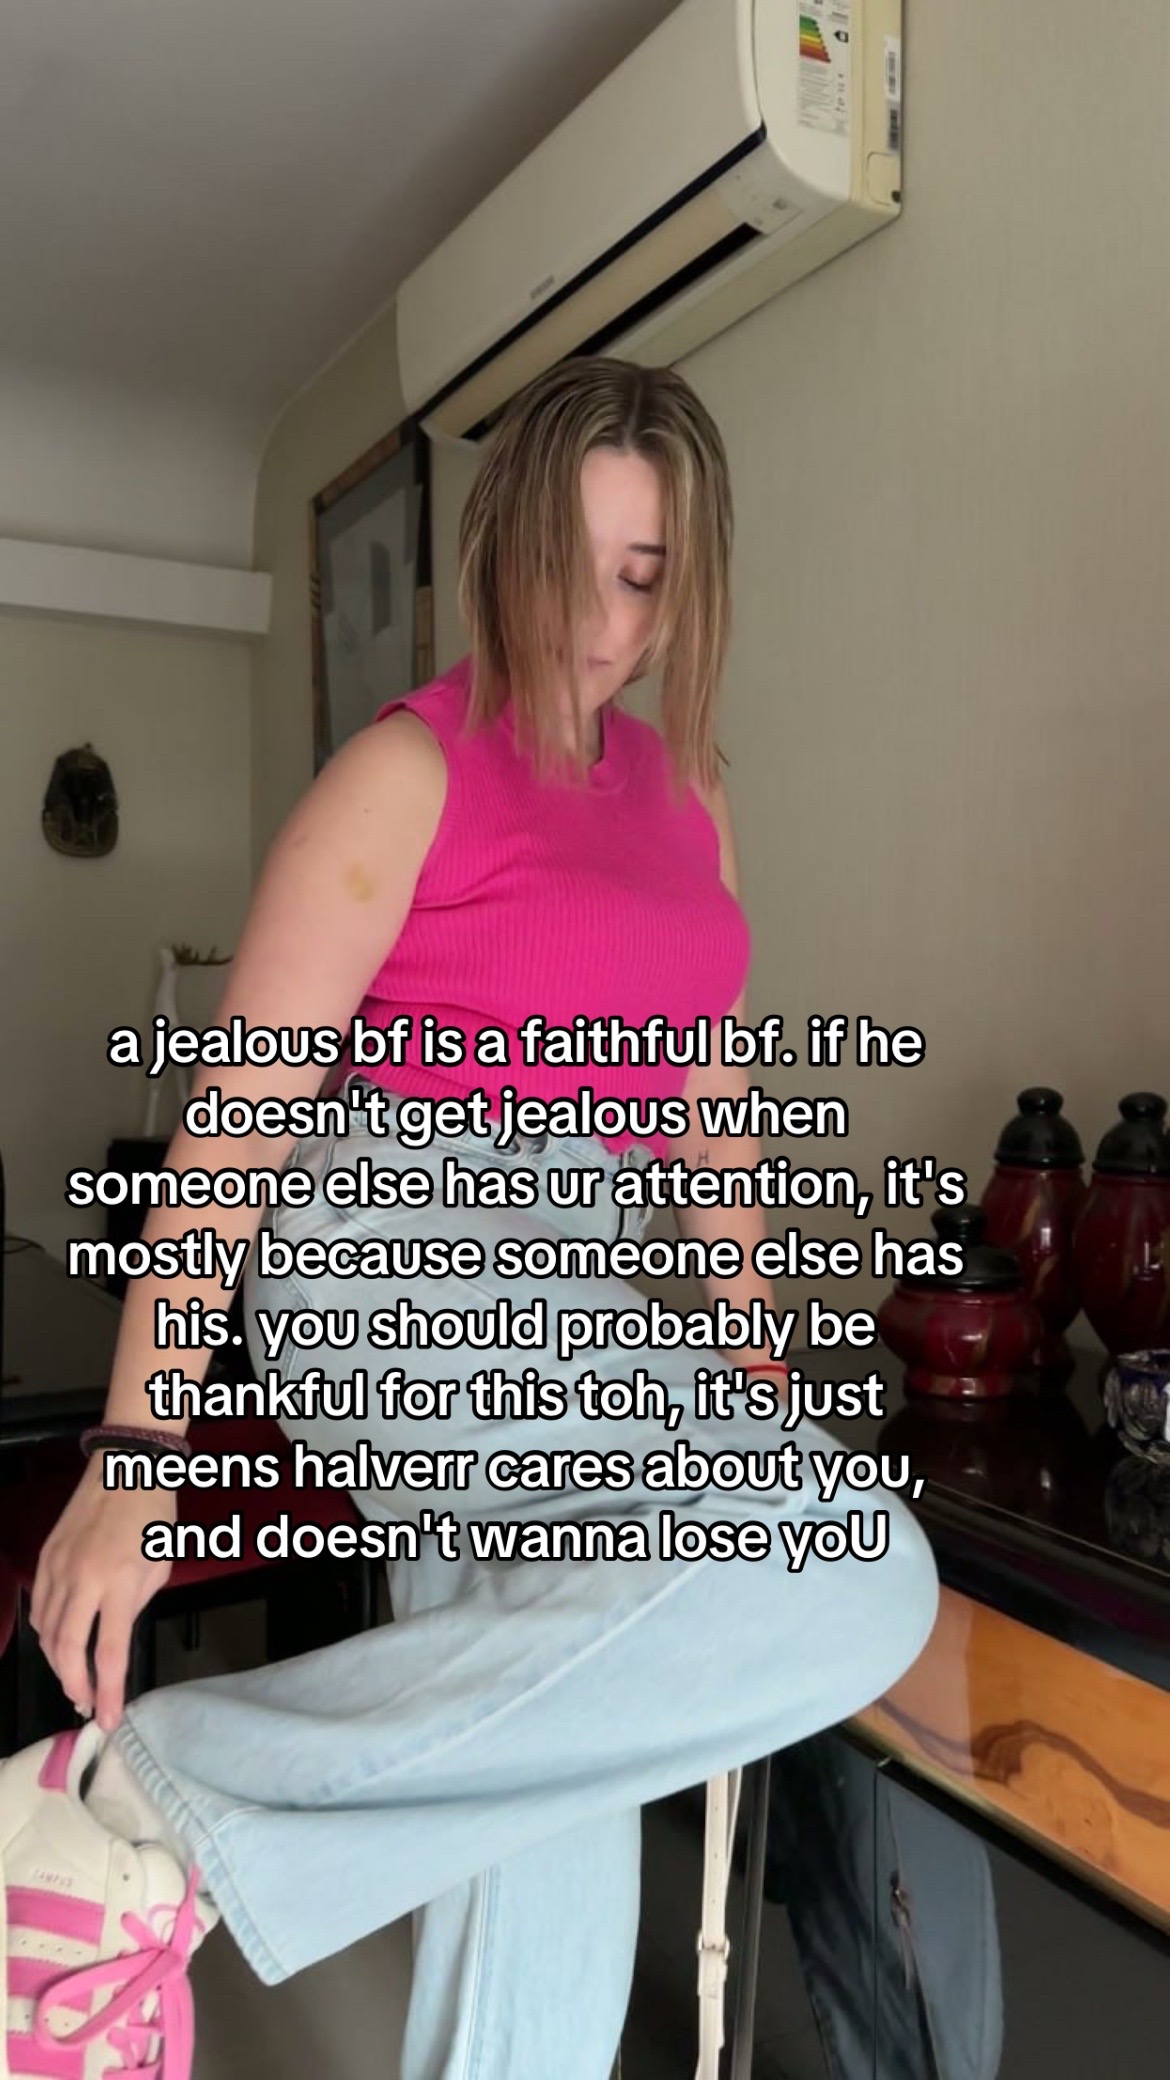 a jealous bf is a faithful bf. if he
doesn't get jealous when
someone else has ur attention, it's
mostly because someone else has
his. you should probably be
thankful for this toh, it's just
meens halverr cares about you,
and doesn't wanna lose yoU
H
CAMPUS